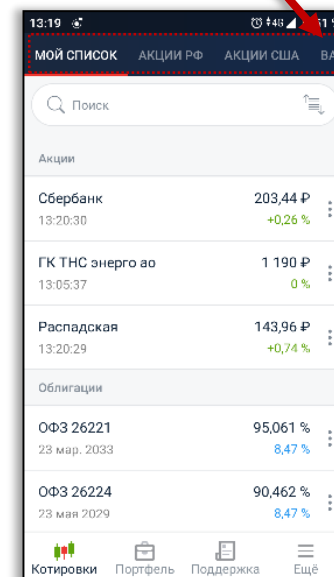 13:19
МОЙ СПИСОК АКЦИИ РФ АКЦИИ США
Поиск
Акции
Сбербанк 203,44 ₽
13:20:30 +0,26 %
ГК ТНС энерго ао 1 190 ₽
13:05:37 0 %
Распадская 143,96 ₽
13:20:29 +0,74 %
Облигации
ОФЗ 26221 95,061 %
23 мар. 2033 8,47 %
ОФЗ 26224 90,462 %
23 мая 2029 8,47 %
Котировки Портфель Поддержка Ещё